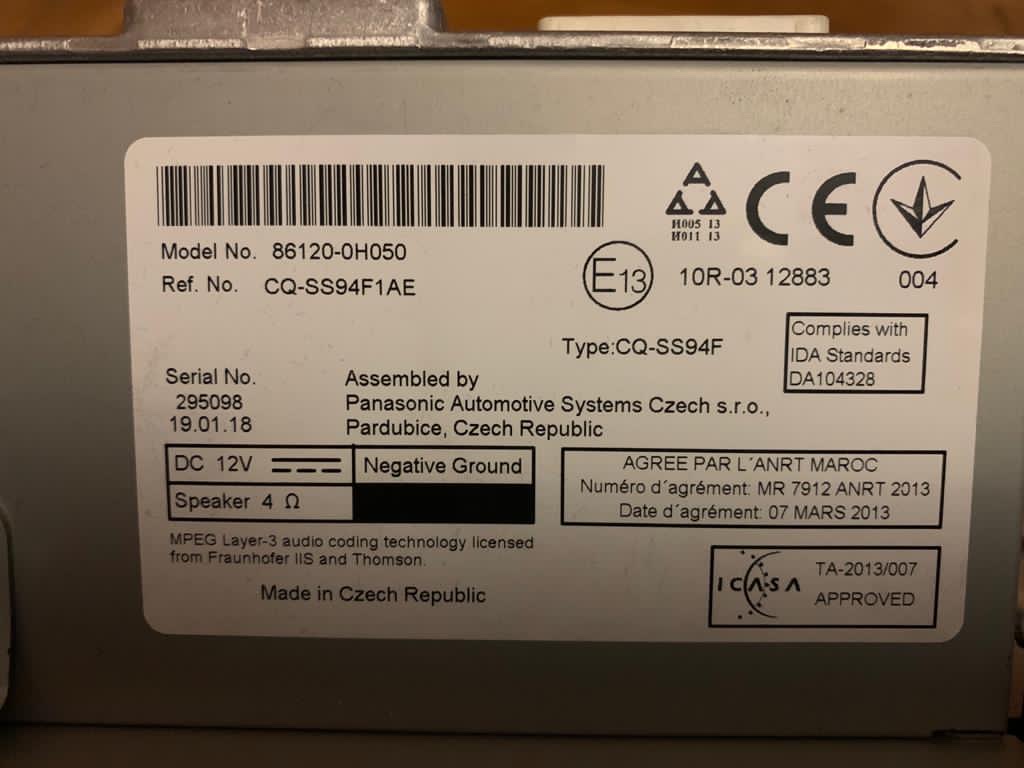 H005 13
H011 13
Model No. 86120-0H050
Ref. No. CQ-SS94F1AE
E13
10R-03 12883
004
Type:CQ-SS94F
Complies with
IDA Standards
DA104328
Serial No.
295098
19.01.18
Assembled by
Panasonic Automotive Systems Czech s.r.o.,
Pardubice, Czech Republic
DC 12V
Negative Ground
Speaker 4 Ω
AGREE PAR L´ANRT MAROC
Numéro d´agrément: MR 7912 ANRT 2013
Date d´agrément: 07 MARS 2013
MPEG Layer-3 audio coding technology licensed
from Fraunhofer IIS and Thomson.
Made in Czech Republic
ICASA
TA-2013/007
APPROVED